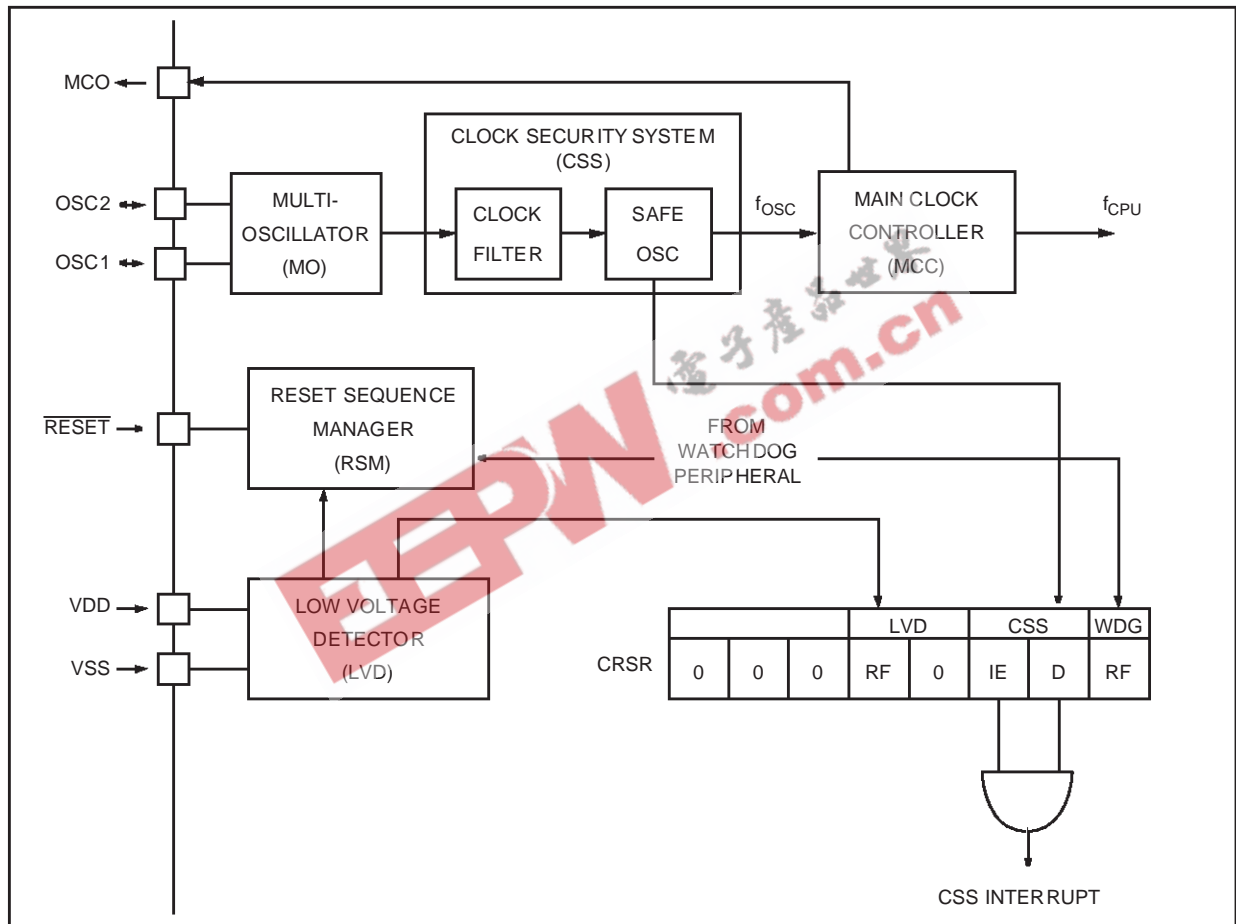 MCO
CLOCK SECURITY SYSTEM
(CSS)
OSC2
OSC1
MULTI-
OSCILLATOR
(MO)
CLOCK
FILTER
SAFE
OSC
fOSC
MAIN CLOCK
CONTROLLER
(MCC)
fCPU
電子產品世界
.com.cn
EEPW
RESET
RESET SEQUENCE
MANAGER
(RSM)
FROM
WATCHDOG
PERIPHERAL
VDD
VSS
LOW VOLTAGE
DETECTOR
(LVD)
LVD CSS WDG
CRSR 0 0 0 RF 0 IE D RF
CSS INTERRUPT